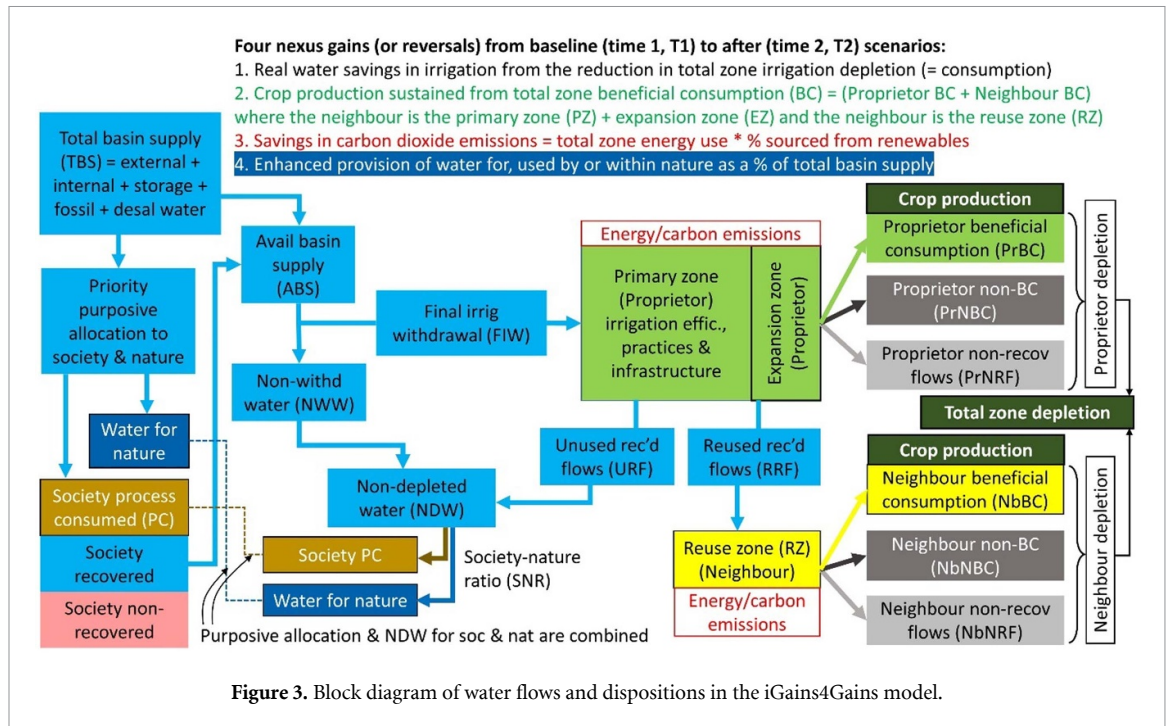 Four nexus gains (or reversals) from baseline (time 1, T1) to after (time 2, T2) scenarios:
1. Real water savings in irrigation from the reduction in total zone irrigation depletion (= consumption)
2. Crop production sustained from total zone beneficial consumption (BC) = (Proprietor BC + Neighbour BC)
where the neighbour is the primary zone (PZ) + expansion zone (EZ) and the neighbour is the reuse zone (RZ)
3. Savings in carbon dioxide emissions = total zone energy use * % sourced from renewables
4. Enhanced provision of water for, used by or within nature as a % of total basin supply
Total basin supply
(TBS) = external +
internal + storage +
fossil + desal water
Priority
purposive
allocation to
society & nature
Water for
nature
Society process
consumed (PC)
Society
recovered
Society non-
recovered
Avail basin
supply
(ABS)
Final irrig
withdrawal (FIW)
Non-withd
water (NWW)
Non-depleted
water (NDW)
Society PC
Water for nature
Society-nature
ratio (SNR)
Purposive allocation & NDW for soc & nat are combined
Energy/carbon emissions
Primary zone
(Proprietor)
irrigation effic.,
practices &
infrastructure
Expansion zone
(Proprietor)
Unused rec'd
flows (URF)
Reused rec'd
flows (RRF)
Reuse zone (RZ)
(Neighbour)
Energy/carbon
emissions
Crop production
Proprietor beneficial
consumption (PrBC)
Proprietor non-BC
(PrNBC)
Proprietor non-recov
flows (PrNRF)
Proprietor depletion
Total zone depletion
Crop production
Neighbour beneficial
consumption (NbBC)
Neighbour non-BC
(NbNBC)
Neighbour non-recov
flows (NbNRF)
Neighbour depletion
Figure 3. Block diagram of water flows and dispositions in the iGains4Gains model.